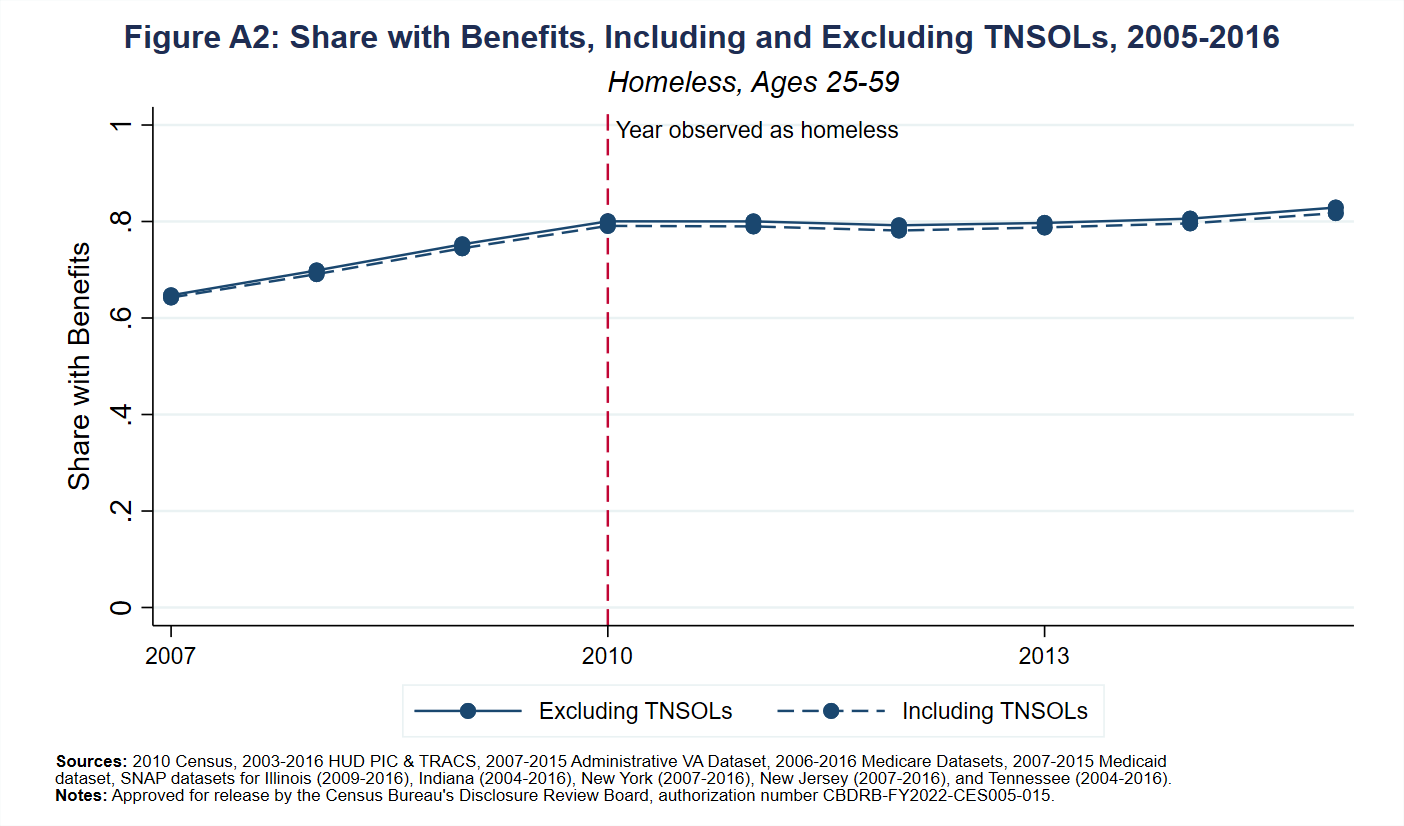 Figure A2: Share with Benefits, Including and Excluding TNSOLs, 2005-2016
Homeless, Ages 25-59
Year observed as homeless
Share with Benefits
1
.8
.6
.4
.2
0
2007
2010
2013
Excluding TNSOLs
Including TNSOLs
Sources: 2010 Census, 2003-2016 HUD PIC & TRACS, 2007-2015 Administrative VA Dataset, 2006-2016 Medicare Datasets, 2007-2015 Medicaid
dataset, SNAP datasets for Illinois (2009-2016), Indiana (2004-2016), New York (2007-2016), New Jersey (2007-2016), and Tennessee (2004-2016).
Notes: Approved for release by the Census Bureau's Disclosure Review Board, authorization number CBDRB-FY2022-CES005-015.